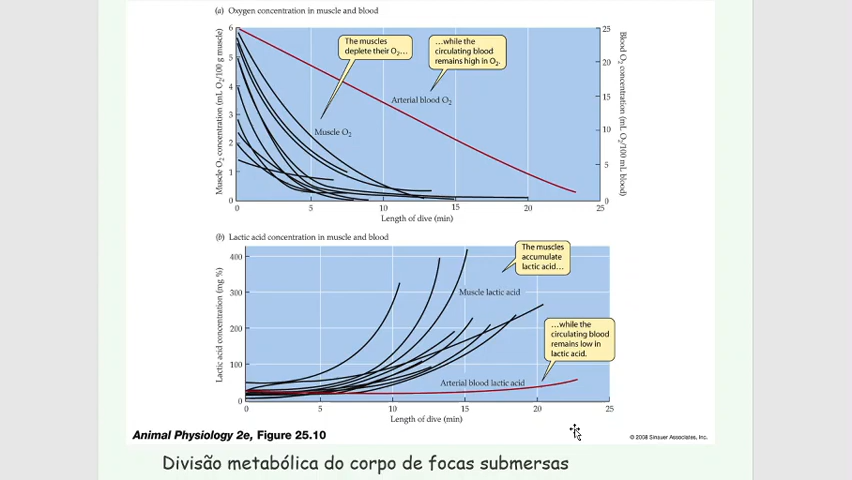 (a) Oxygen concentration in muscle and blood
Muscle O2 concentration (mL O2/100 g muscle)
6
5
4
3
2
1
0
The muscles
deplete their O2…
…while the
circulating blood
remains high in O2.
Arterial blood O2
Muscle O2
25
20
15
10
5
0
Blood O2 concentration (mL O2/100 mL blood)
0 5 10 15 20 25
Length of dive (min)
(b) Lactic acid concentration in muscle and blood
Lactic acid concentration (mg %)
400
300
200
100
0
The muscles
accumulate
lactic acid…
Muscle lactic acid
…while the
circulating blood
remains low in
lactic acid.
Arterial blood lactic acid
0 5 10 15 20 25
Length of dive (min)
Animal Physiology 2e, Figure 25.10
© 2008 Sinauer Associates, Inc.
Divisão metabólica do corpo de focas submersas